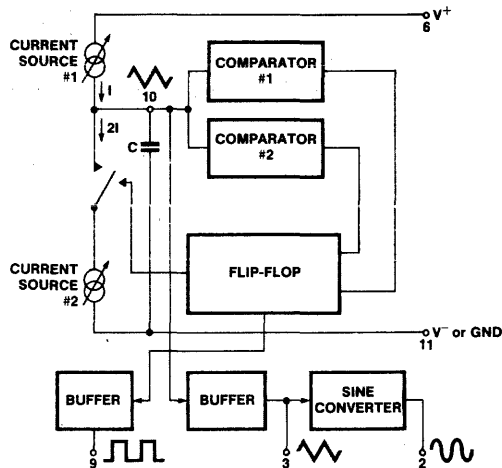 V+
6
CURRENT
SOURCE
#1
I
10
2I
C
COMPARATOR
#1
COMPARATOR
#2
FLIP-FLOP
CURRENT
SOURCE
#2
V− or GND
11
BUFFER
BUFFER
SINE
CONVERTER
9
3
2